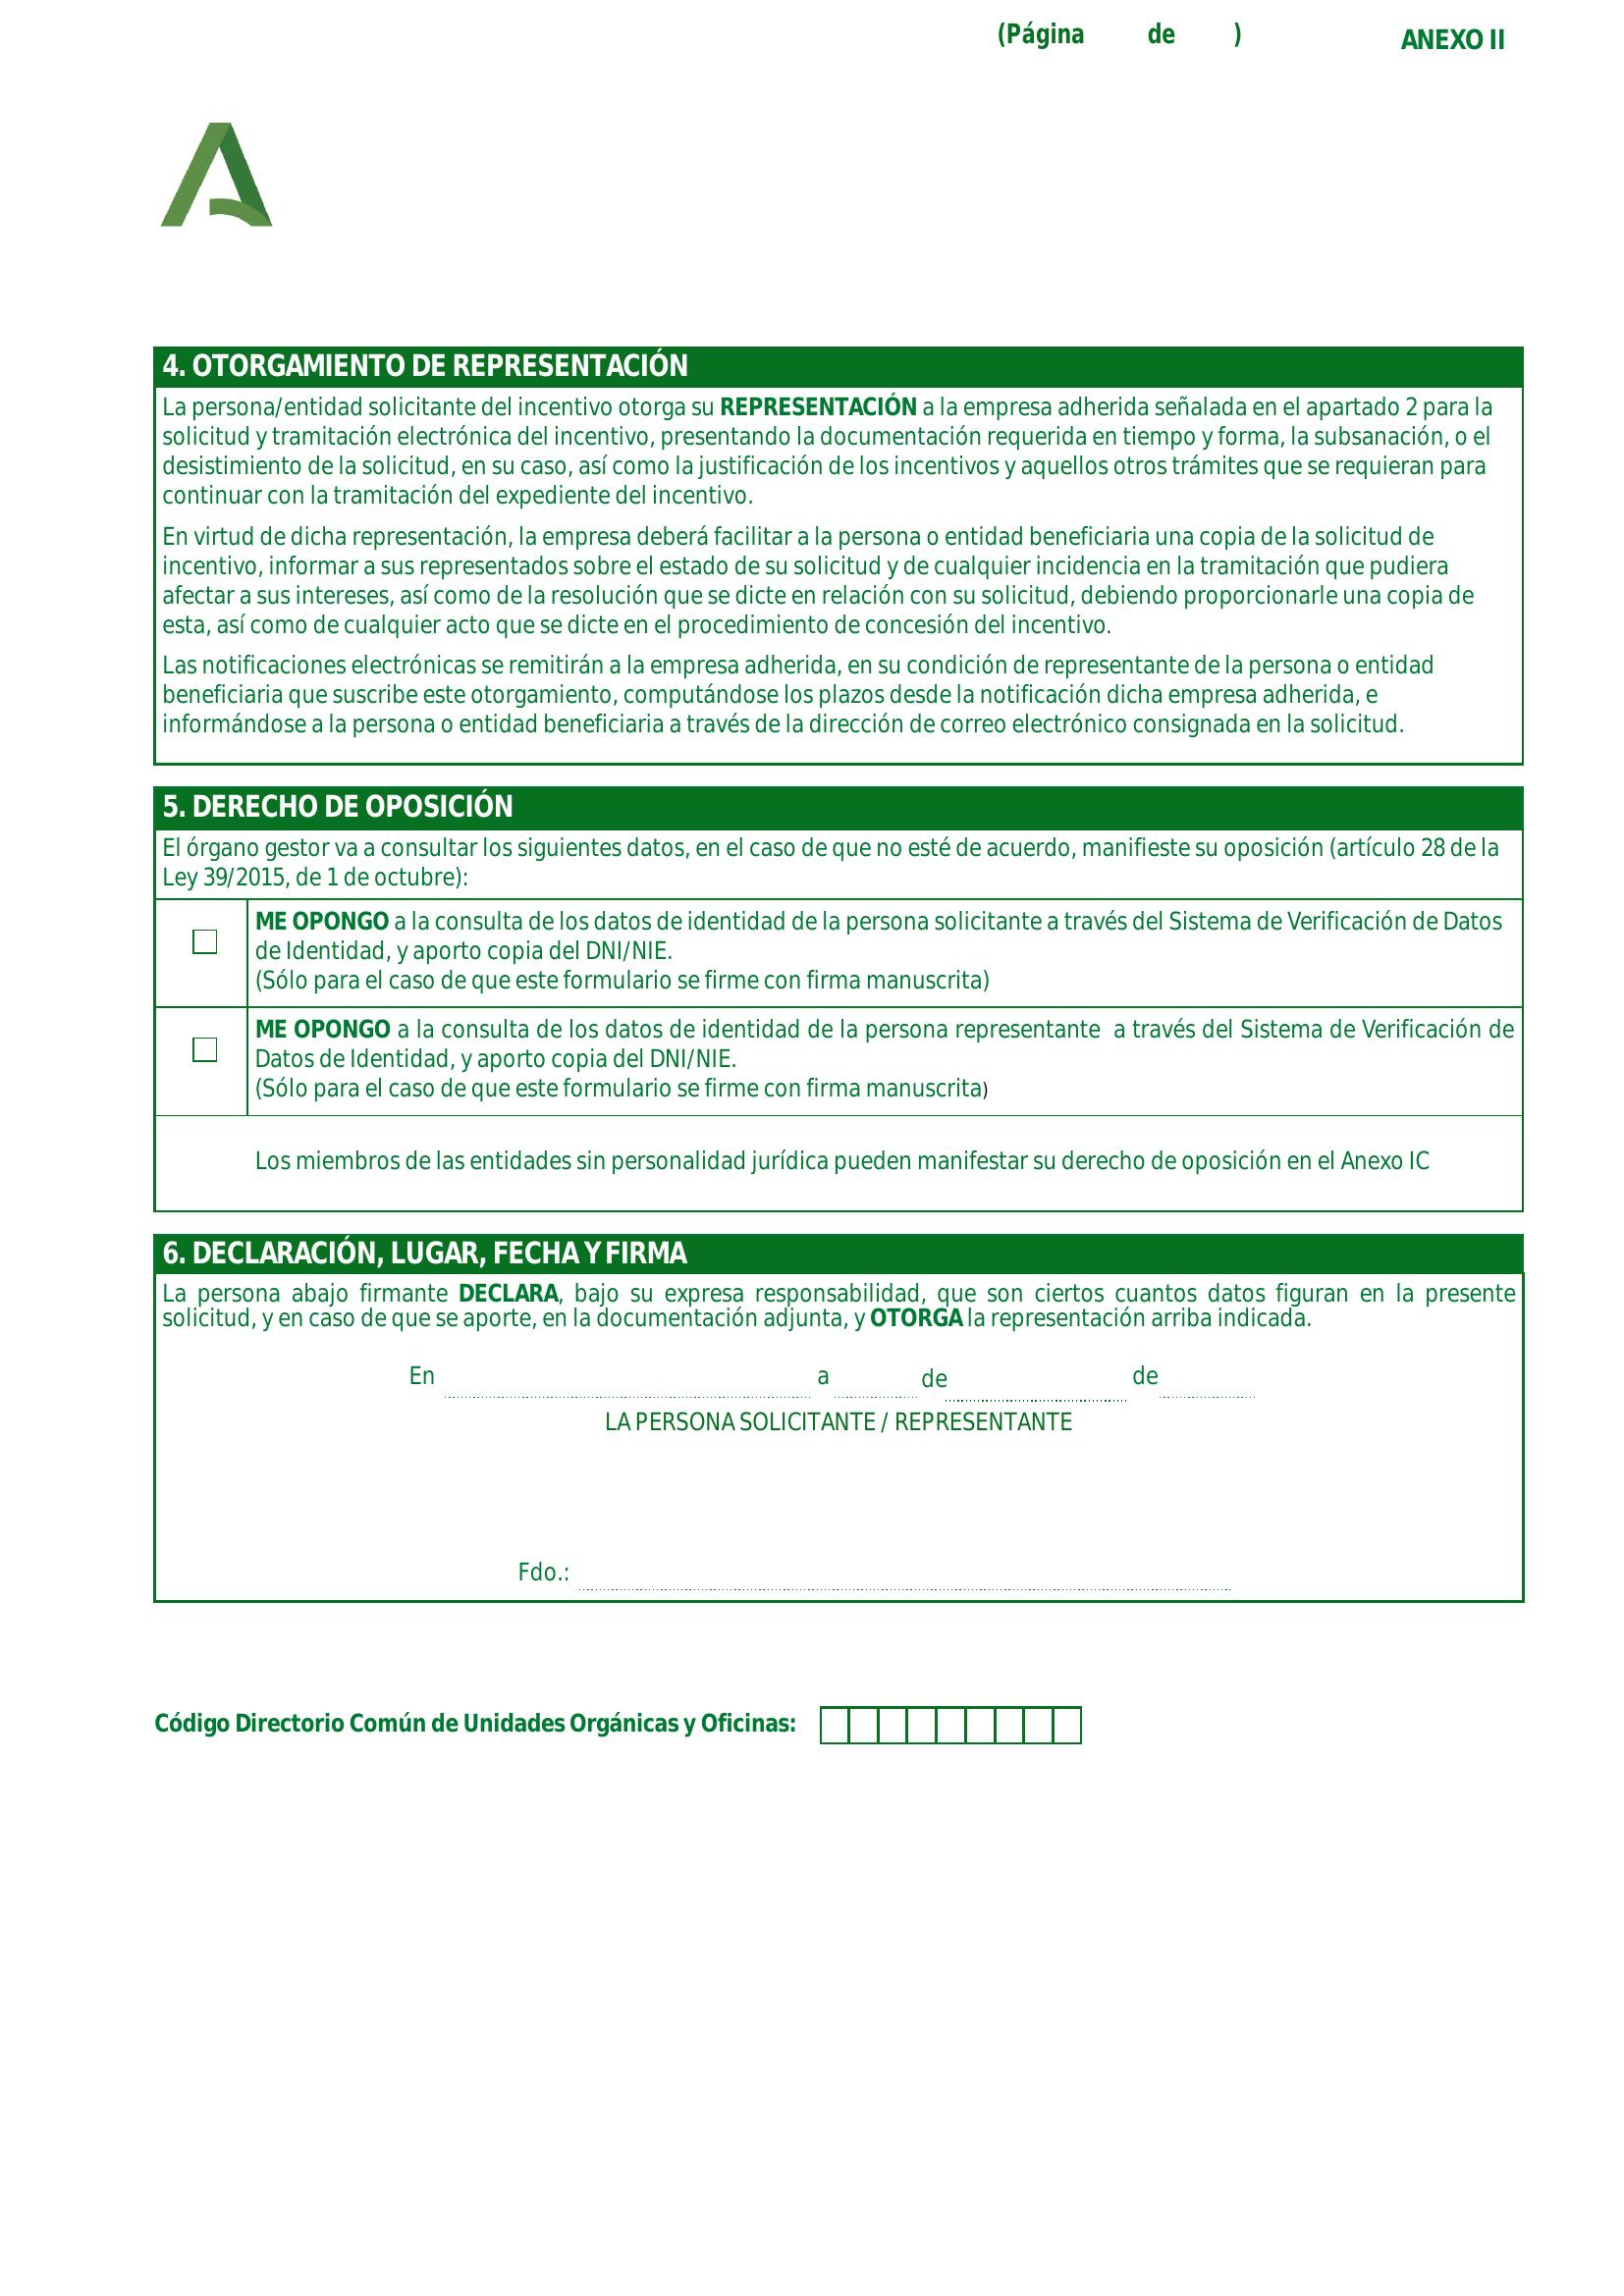 (Página de ) ANEXO II
4. OTORGAMIENTO DE REPRESENTACIÓN
La persona/entidad solicitante del incentivo otorga su REPRESENTACIÓN a la empresa adherida señalada en el apartado 2 para la
solicitud y tramitación electrónica del incentivo, presentando la documentación requerida en tiempo y forma, la subsanación, o el
desistimiento de la solicitud, en su caso, así como la justificación de los incentivos y aquellos otros trámites que se requieran para
continuar con la tramitación del expediente del incentivo.
En virtud de dicha representación, la empresa deberá facilitar a la persona o entidad beneficiaria una copia de la solicitud de
incentivo, informar a sus representados sobre el estado de su solicitud y de cualquier incidencia en la tramitación que pudiera
afectar a sus intereses, así como de la resolución que se dicte en relación con su solicitud, debiendo proporcionarle una copia de
esta, así como de cualquier acto que se dicte en el procedimiento de concesión del incentivo.
Las notificaciones electrónicas se remitirán a la empresa adherida, en su condición de representante de la persona o entidad
beneficiaria que suscribe este otorgamiento, computándose los plazos desde la notificación dicha empresa adherida, e
informándose a la persona o entidad beneficiaria a través de la dirección de correo electrónico consignada en la solicitud.
5. DERECHO DE OPOSICIÓN
El órgano gestor va a consultar los siguientes datos, en el caso de que no esté de acuerdo, manifieste su oposición (artículo 28 de la
Ley 39/2015, de 1 de octubre):
ME OPONGO a la consulta de los datos de identidad de la persona solicitante a través del Sistema de Verificación de Datos
de Identidad, y aporto copia del DNI/NIE.
(Sólo para el caso de que este formulario se firme con firma manuscrita)
ME OPONGO a la consulta de los datos de identidad de la persona representante a través del Sistema de Verificación de
Datos de Identidad, y aporto copia del DNI/NIE.
(Sólo para el caso de que este formulario se firme con firma manuscrita)
Los miembros de las entidades sin personalidad jurídica pueden manifestar su derecho de oposición en el Anexo IC
6. DECLARACIÓN, LUGAR, FECHA Y FIRMA
La persona abajo firmante DECLARA, bajo su expresa responsabilidad, que son ciertos cuantos datos figuran en la presente
solicitud, y en caso de que se aporte, en la documentación adjunta, y OTORGA la representación arriba indicada.
En a de de
LA PERSONA SOLICITANTE / REPRESENTANTE
Fdo.:
Código Directorio Común de Unidades Orgánicas y Oficinas: